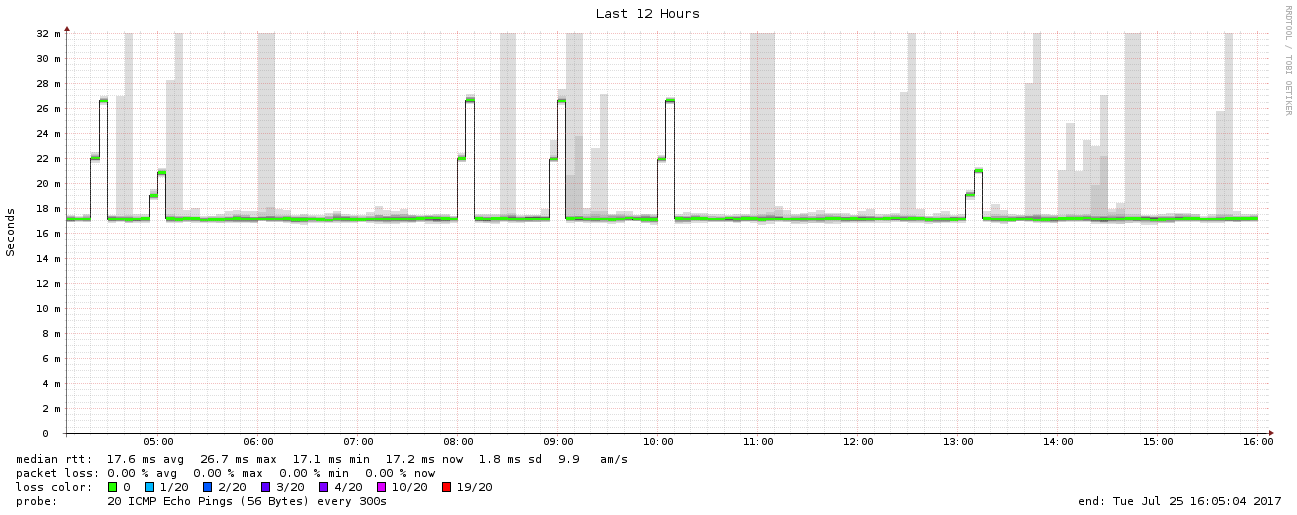 Last 12 Hours
RRDTOOL / TOBI OETIKER
Seconds
32 m
30 m
28 m
26 m
24 m
22 m
20 m
18 m
16 m
14 m
12 m
10 m
8 m
6 m
4 m
2 m
0
05:00 06:00 07:00 08:00 09:00 10:00 11:00 12:00 13:00 14:00 15:00 16:00
median rtt: 17.6 ms avg 26.7 ms max 17.1 ms min 17.2 ms now 1.8 ms sd 9.9 am/s
packet loss: 0.00 % avg 0.00 % max 0.00 % min 0.00 % now
loss color: 0 1/20 2/20 3/20 4/20 10/20 19/20
probe: 20 ICMP Echo Pings (56 Bytes) every 300s end: Tue Jul 25 16:05:04 2017